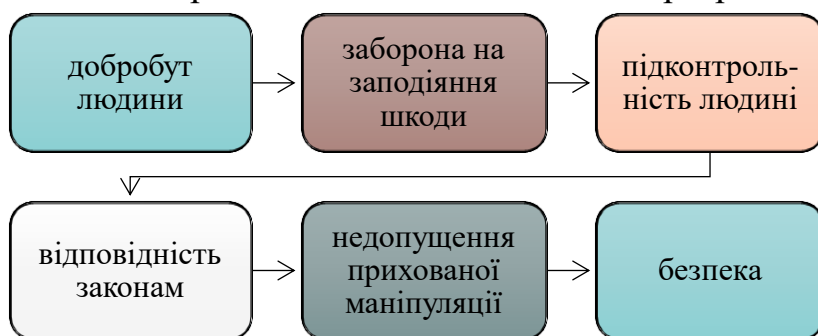 добробут
людини
заборона на
заподіяння
шкоди
підконтроль-
ність людині
відповідність
законам
недопущення
прихованої
маніпуляції
безпека